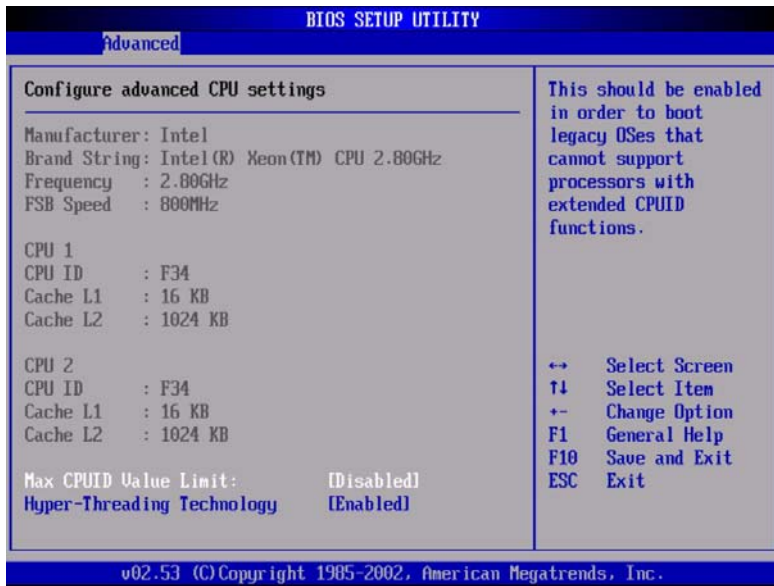 BIOS SETUP UTILITY
Advanced
Configure advanced CPU settings
Manufacturer: Intel
Brand String: Intel(R) Xeon(TM) CPU 2.80GHz
Frequency : 2.80GHz
FSB Speed : 800MHz
CPU 1
CPU ID : F34
Cache L1 : 16 KB
Cache L2 : 1024 KB
CPU 2
CPU ID : F34
Cache L1 : 16 KB
Cache L2 : 1024 KB
Max CPUID Value Limit: [Disabled]
Hyper-Threading Technology [Enabled]
This should be enabled
in order to boot
legacy OSes that
cannot support
processors with
extended CPUID
functions.
↔ Select Screen
↑↓ Select Item
+- Change Option
F1 General Help
F10 Save and Exit
ESC Exit
v02.53 (C)Copyright 1985-2002, American Megatrends, Inc.